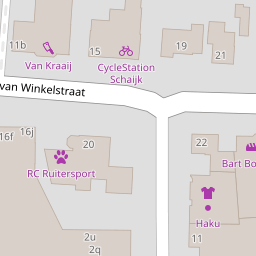 11b
15
19
21
Van Kraaij
CycleStation
Schaijk
van Winkelstraat
16f
16j
20
22
RC Ruitersport
Bart Bo
Haku
2u
2q
11